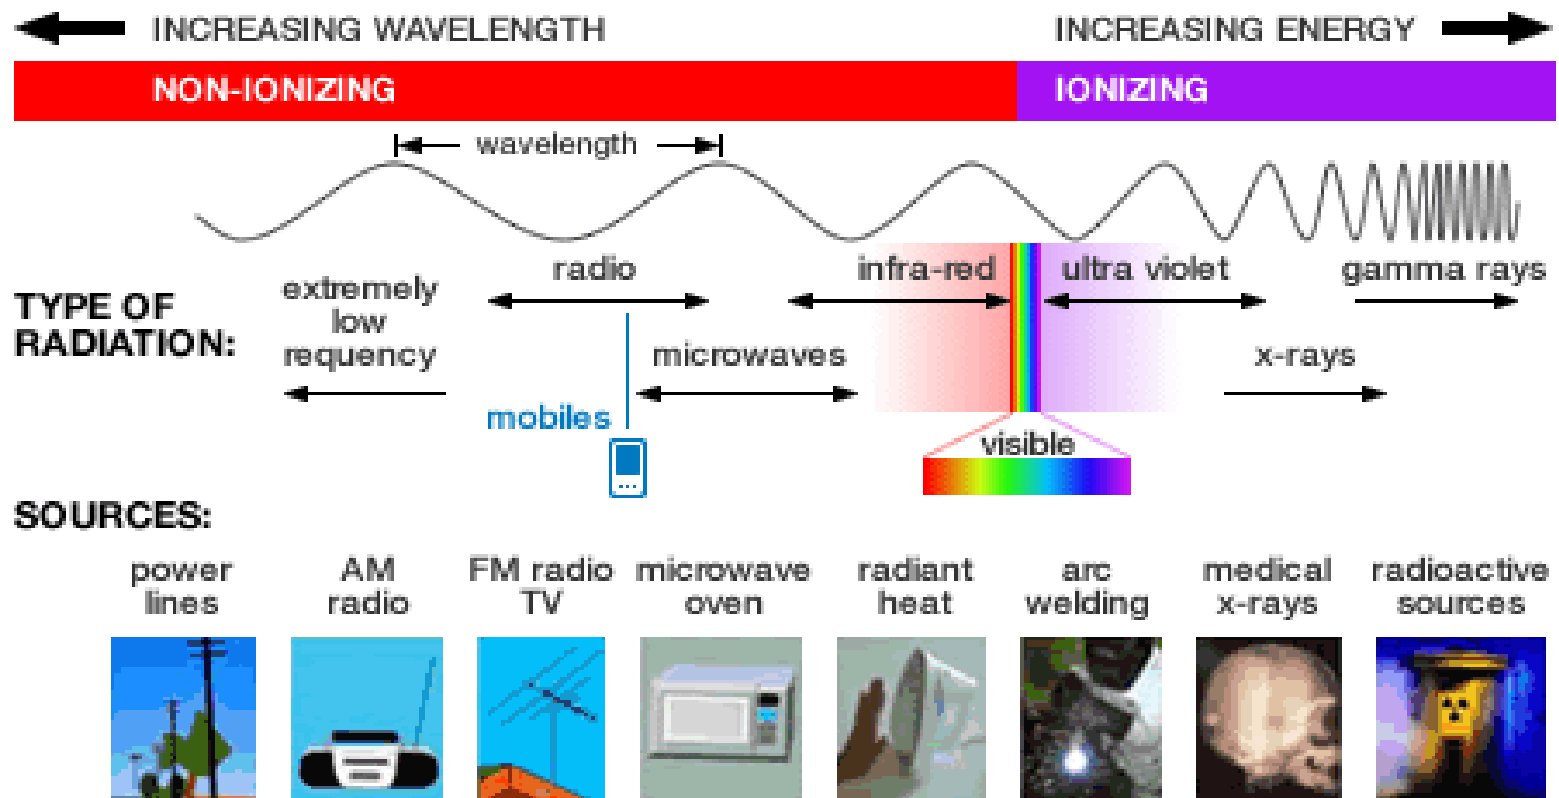 INCREASING WAVELENGTH
INCREASING ENERGY
NON-IONIZING
IONIZING
wavelength
TYPE OF
RADIATION:
extremely
low
requency
radio
infra-red
ultra violet
gamma rays
microwaves
x-rays
mobiles
visible
SOURCES:
power
lines
AM
radio
FM radio
TV
microwave
oven
radiant
heat
arc
welding
medical
x-rays
radioactive
sources